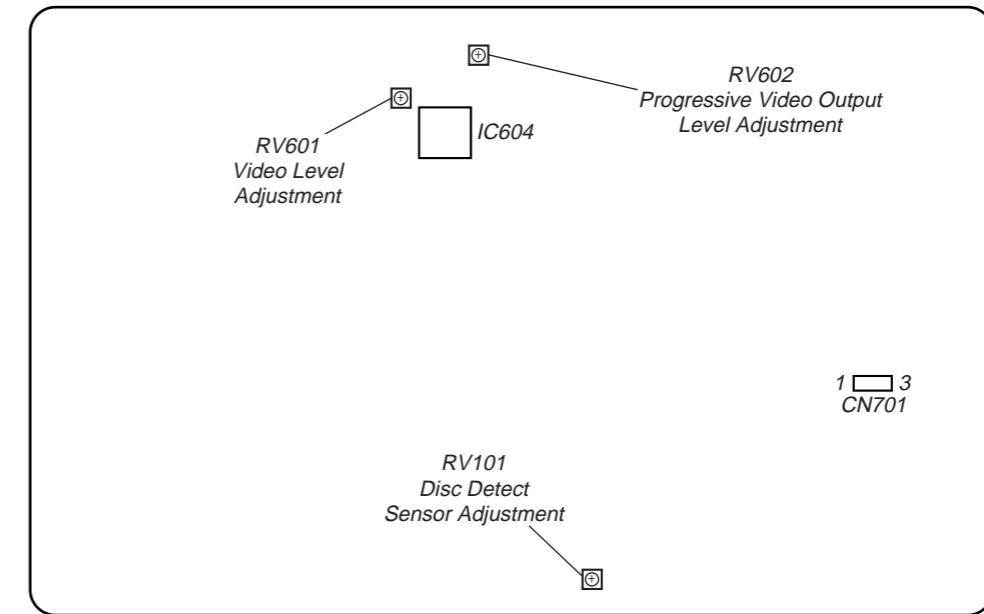 RV602
Progressive Video Output
Level Adjustment
IC604
RV601
Video Level
Adjustment
1 3
CN701
RV101
Disc Detect
Sensor Adjustment